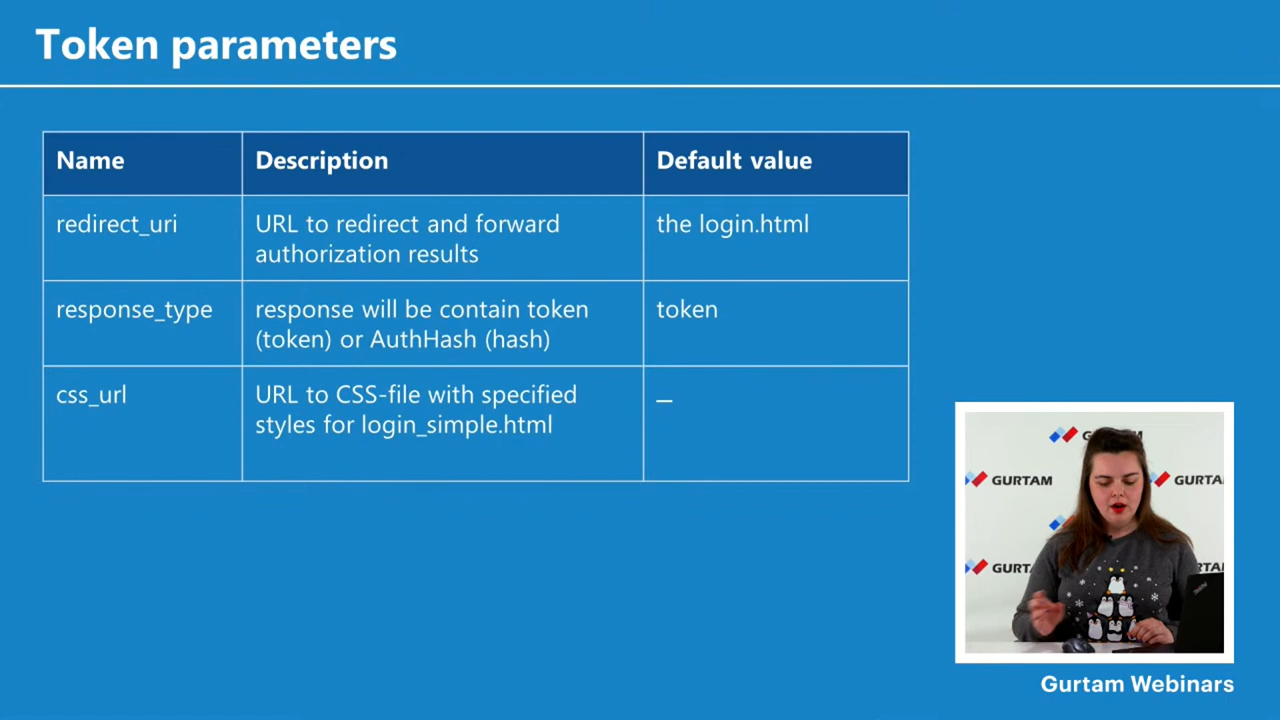 Token parameters
Name Description Default value
redirect_uri URL to redirect and forward the login.html
authorization results
response_type response will be contain token token
(token) or AuthHash (hash)
css_url URL to CSS-file with specified –
styles for login_simple.html
GURTAM
GURTAM
GURTAM
Gurtam Webinars